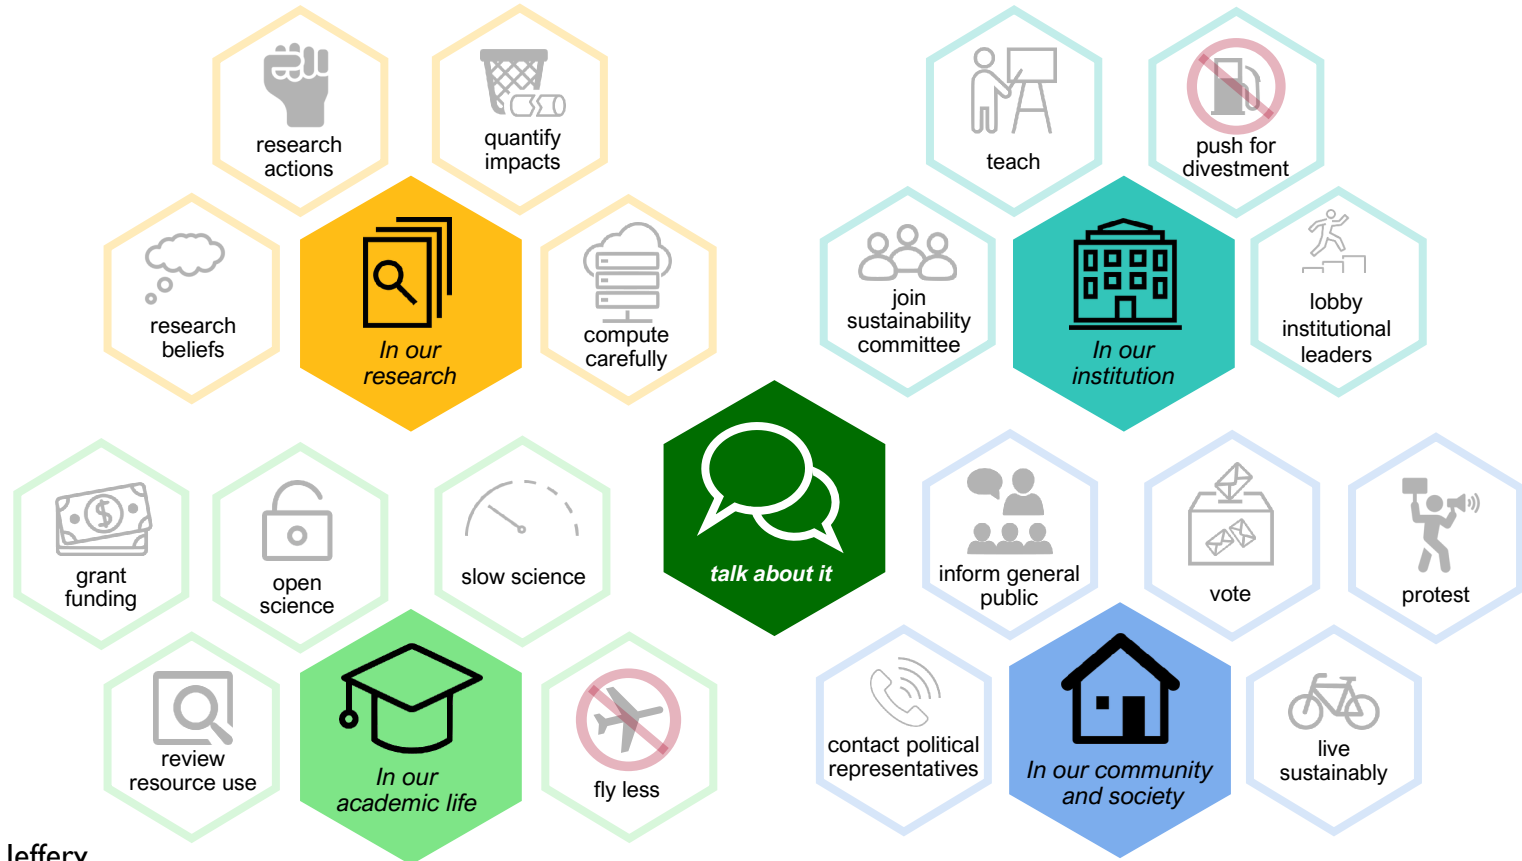 research
actions
quantify
impacts
research
beliefs
compute
carefully
In our
research
teach
push for
divestment
join
sustainability
committee
lobby
institutional
leaders
In our
institution
talk about it
grant
funding
open
science
slow science
review
resource use
fly less
In our
academic life
inform general
public
vote
protest
contact political
representatives
live
sustainably
In our community
and society
$